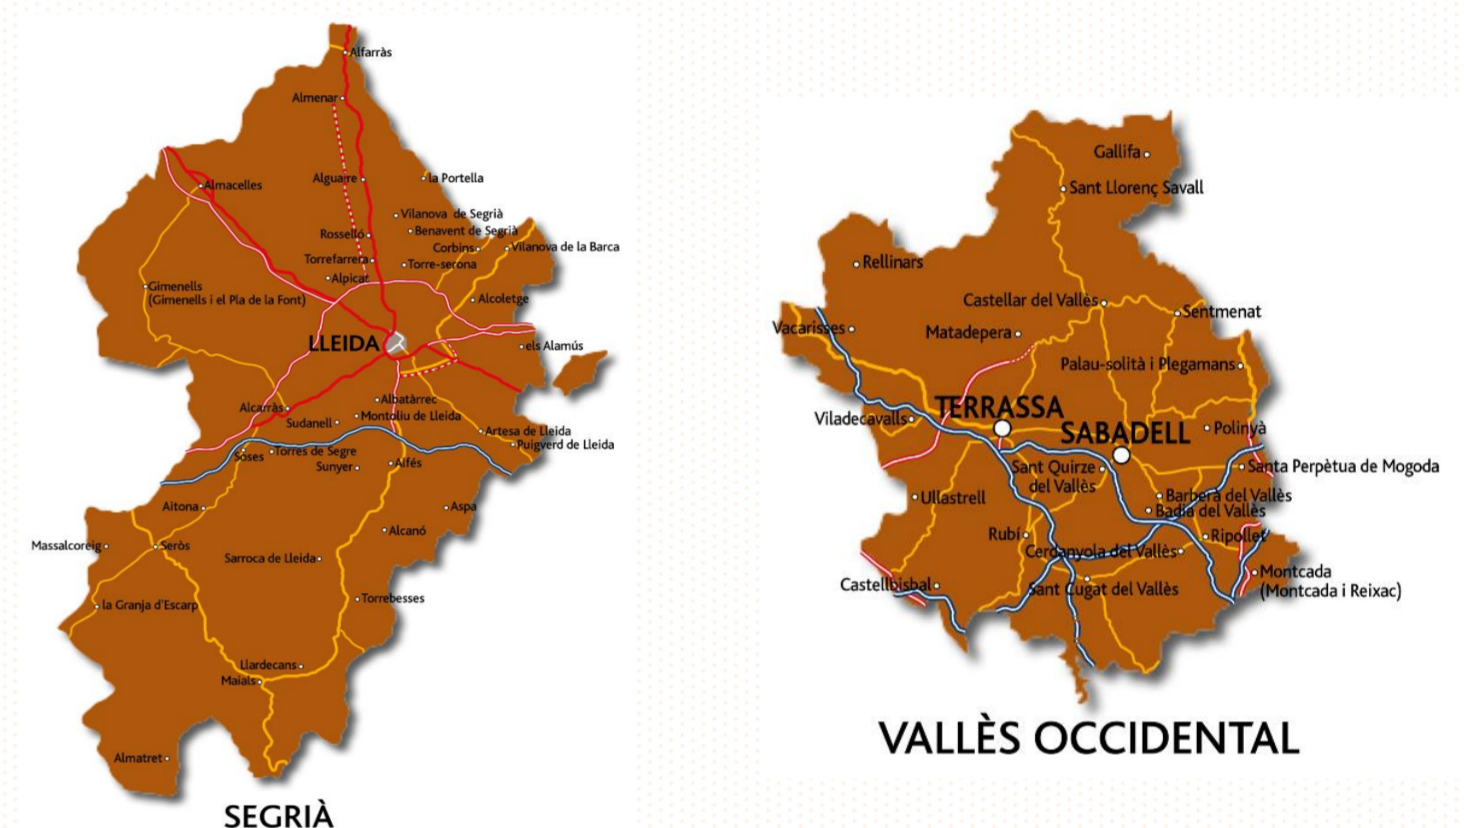 Alfarràs
Almenar
Almacelles
Alguaire
la Portella
Vilanova de Segrià
Benavent de Segrià
Rosselló
Corbins
Vilanova de la Barca
Torrefarrera
Torre-serona
Alpicat
Gimenells
(Gimenells i el Pla de la Font)
Alcoletge
LLEIDA
els Alamús
Albatàrrec
Alcarràs
Montoliu de Lleida
Sudanell
Artesa de Lleida
Puigverd de Lleida
Soses
Torres de Segre
Sunyer
Alfés
Aitona
Aspa
Alcanó
Massalcoreig
Seròs
Sarroca de Lleida
la Granja d'Escarp
Torrebesses
Llardecans
Maials
Almatret
SEGRIÀ
Gallifa
Sant Llorenç Savall
Rellinars
Castellar del Vallès
Sentmenat
Vacarisses
Matadepera
Palau-solità i Plegamans
TERRASSA
Viladecavalls
SABADELL
Polinyà
Sant Quirze
del Vallès
Santa Perpètua de Mogoda
Ullastrell
Barberà del Vallès
Badia del Vallès
Rubí
Ripollet
Cerdanyola del Vallès
Castellbisbal
Sant Cugat del Vallès
Montcada
(Montcada i Reixac)
VALLÈS OCCIDENTAL